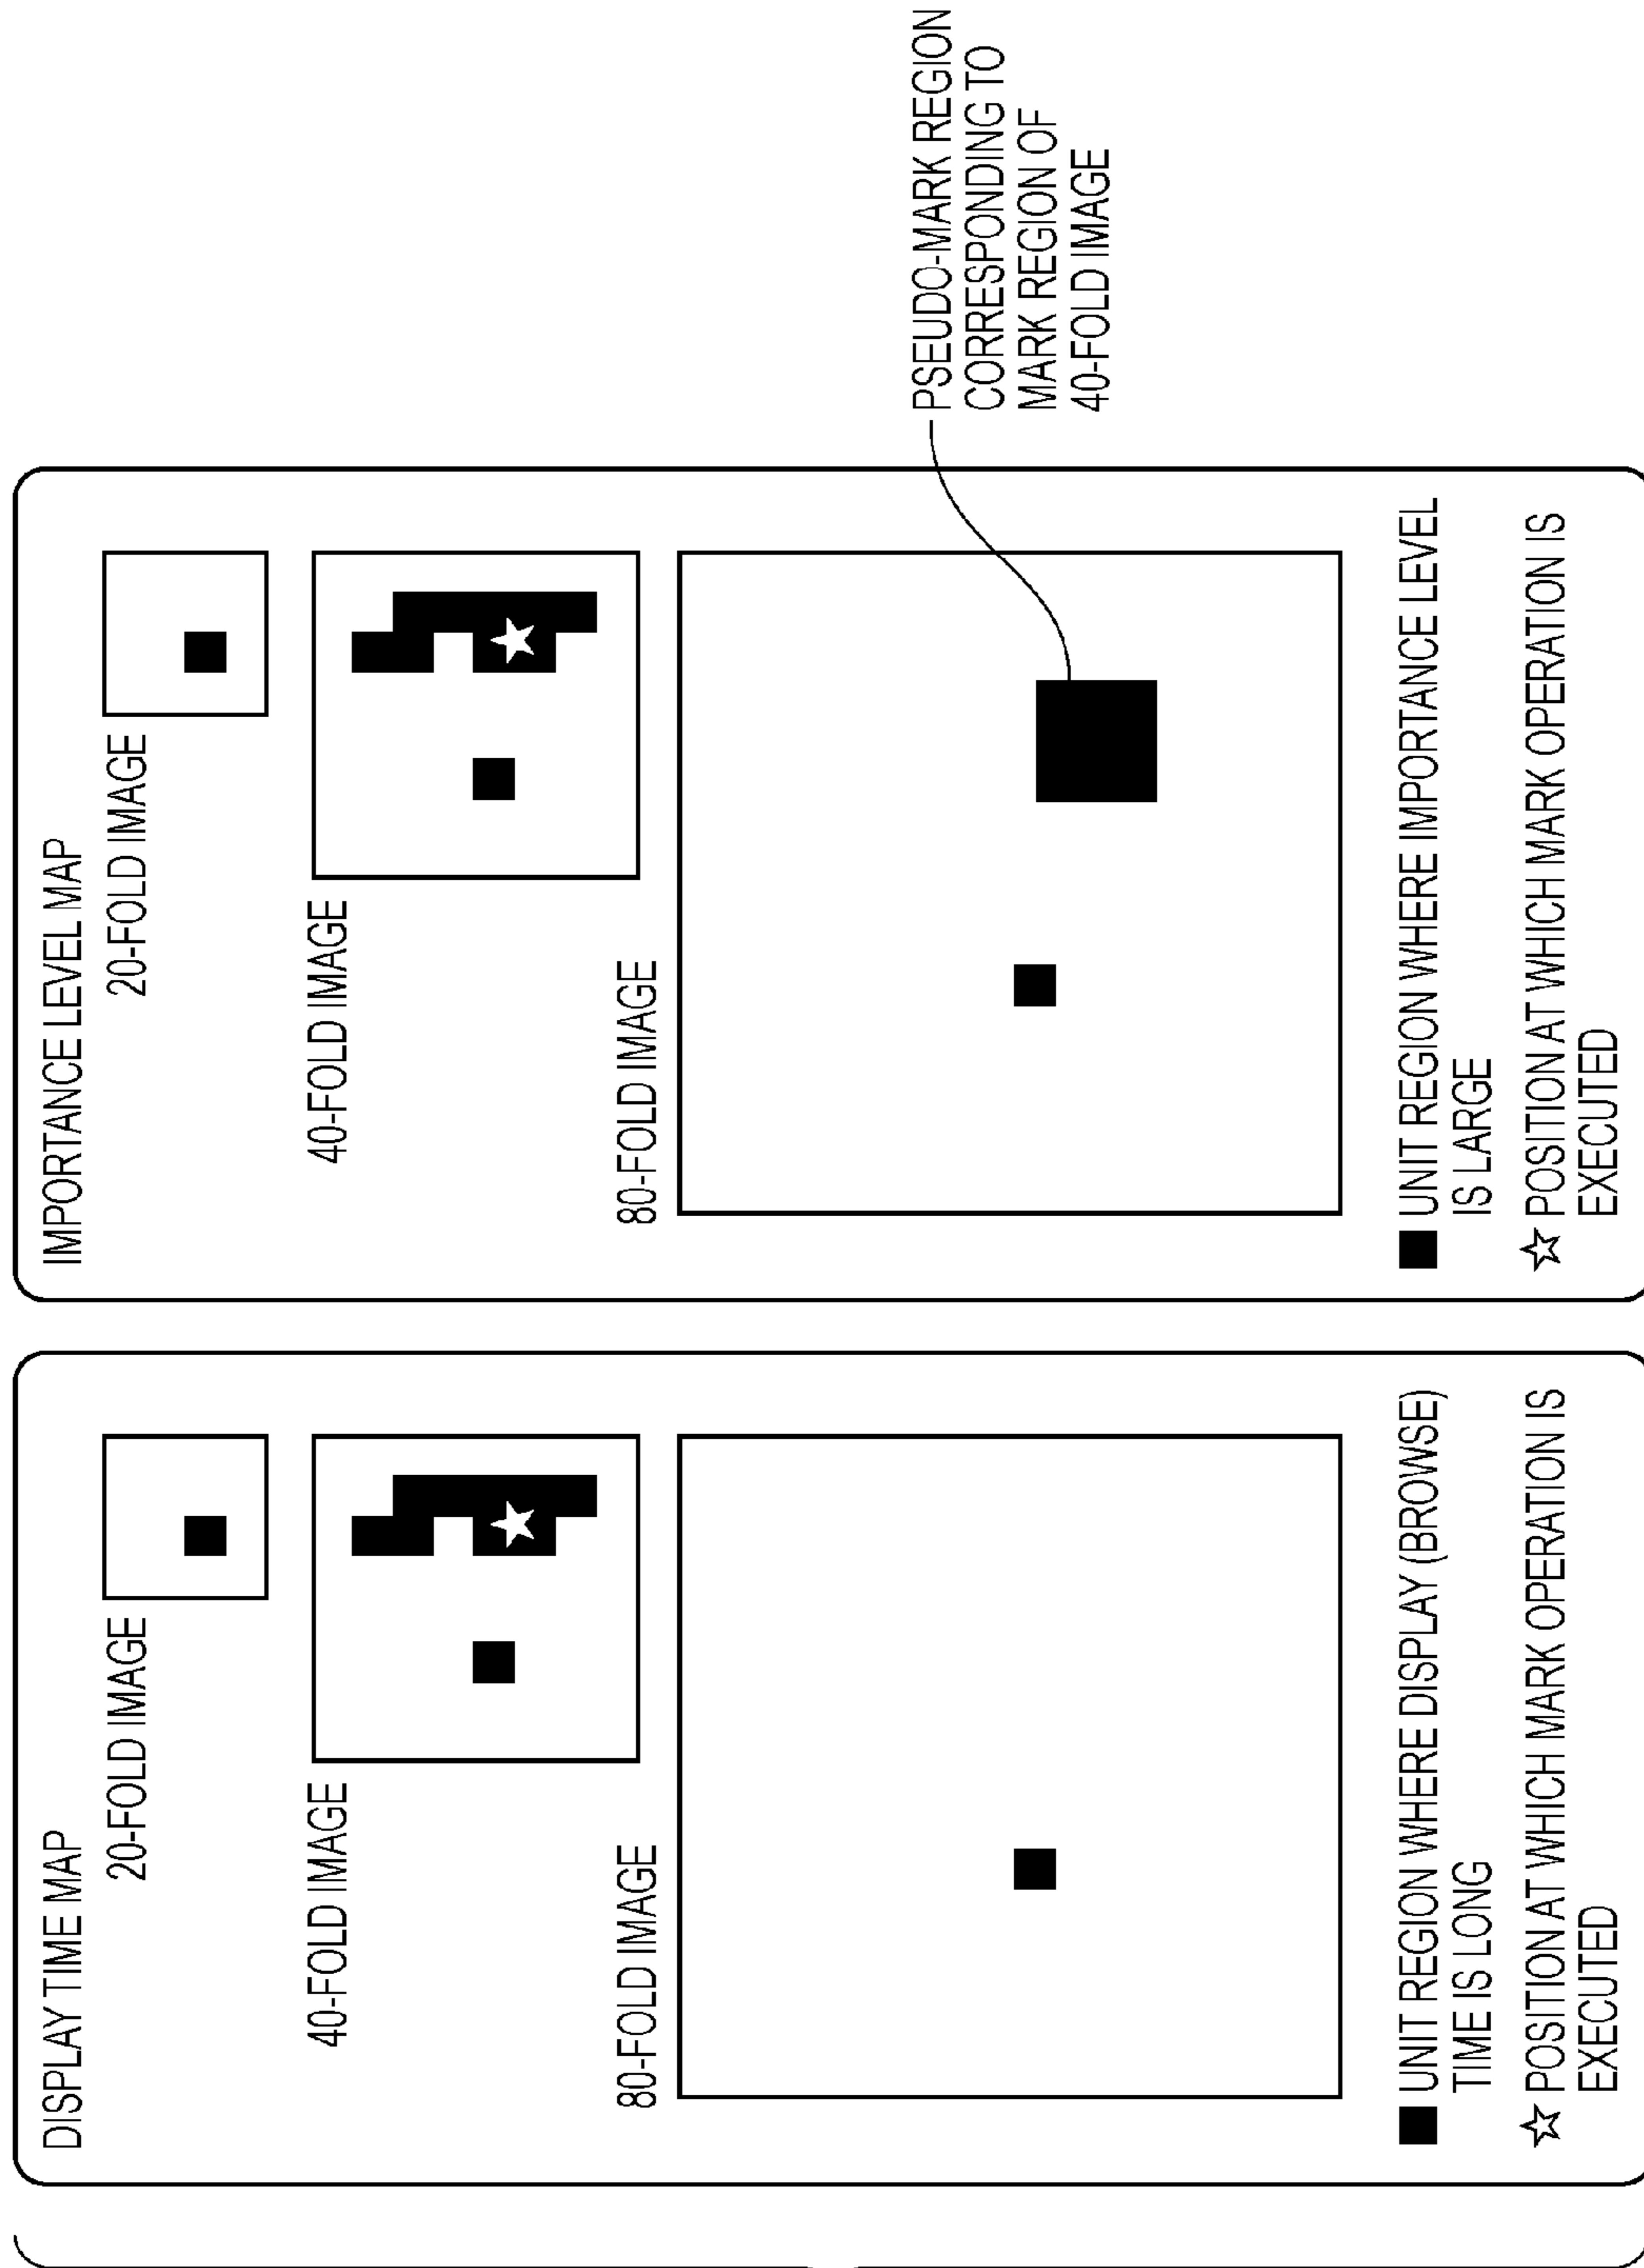 DISPLAY TIME MAP
20-FOLD IMAGE
40-FOLD IMAGE
80-FOLD IMAGE
UNIT REGION WHERE DISPLAY (BROWSE)
TIME IS LONG
POSITION AT WHICH MARK OPERATION IS
EXECUTED
IMPORTANCE LEVEL MAP
20-FOLD IMAGE
40-FOLD IMAGE
80-FOLD IMAGE
UNIT REGION WHERE IMPORTANCE LEVEL
IS LARGE
POSITION AT WHICH MARK OPERATION IS
EXECUTED
PSEUDO-MARK REGION
CORRESPONDING TO
MARK REGION OF
40-FOLD IMAGE